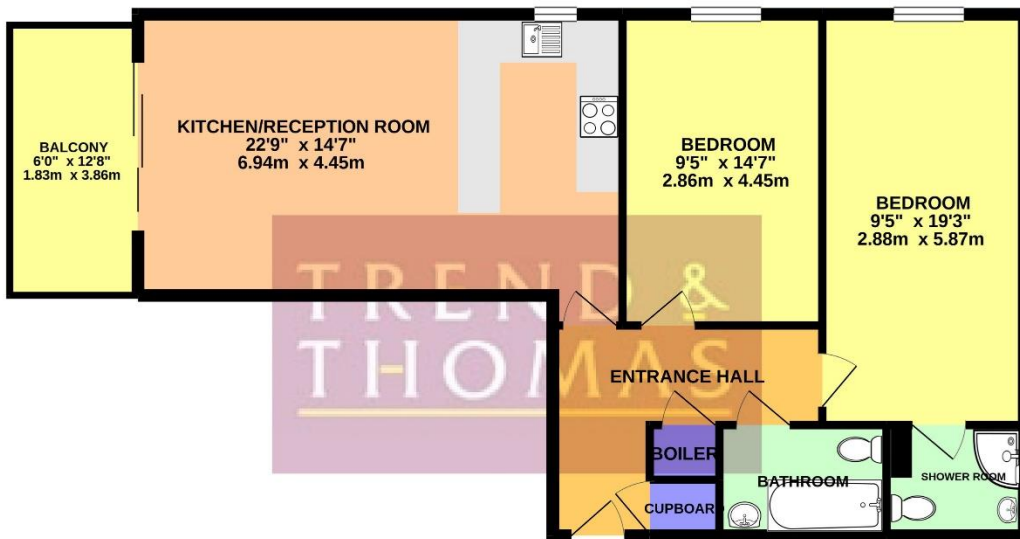 BALCONY
6'0" x 12'8"
1.83m x 3.86m
KITCHEN/RECEPTION ROOM
22'9" x 14'7"
6.94m x 4.45m
BEDROOM
9'5" x 14'7"
2.86m x 4.45m
BEDROOM
9'5" x 19'3"
2.88m x 5.87m
TREND &
THOMAS
ENTRANCE HALL
BOILER
CUPBOARD
BATHROOM
SHOWER ROOM